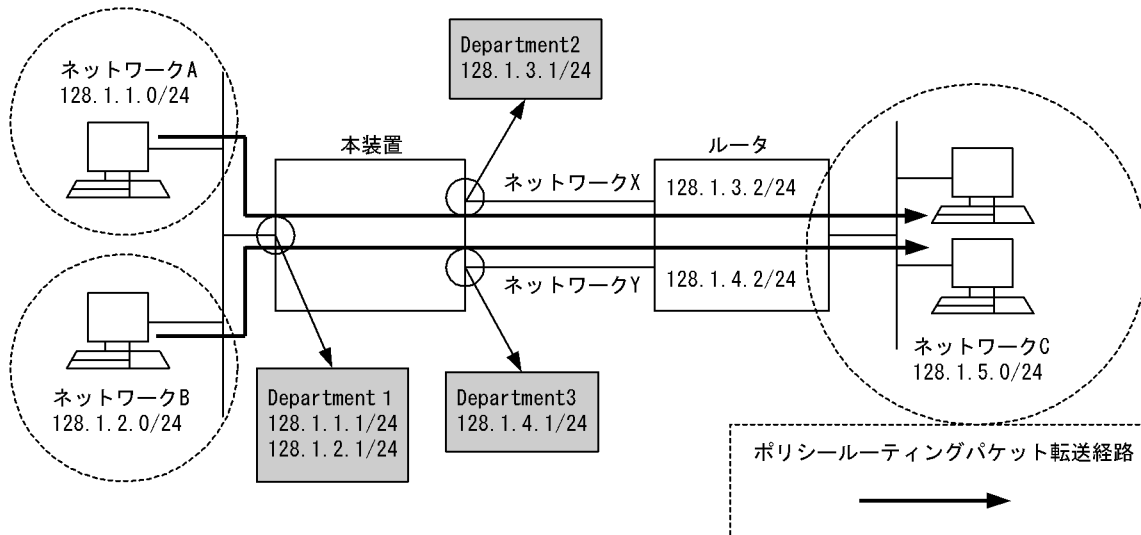 Department2
128.1.3.1/24
ネットワークA
128.1.1.0/24
本装置
ルータ
ネットワークX
128.1.3.2/24
ネットワークY
128.1.4.2/24
ネットワークB
128.1.2.0/24
Department 1
128.1.1.1/24
128.1.2.1/24
Department3
128.1.4.1/24
ネットワークC
128.1.5.0/24
ポリシールーティングパケット転送経路